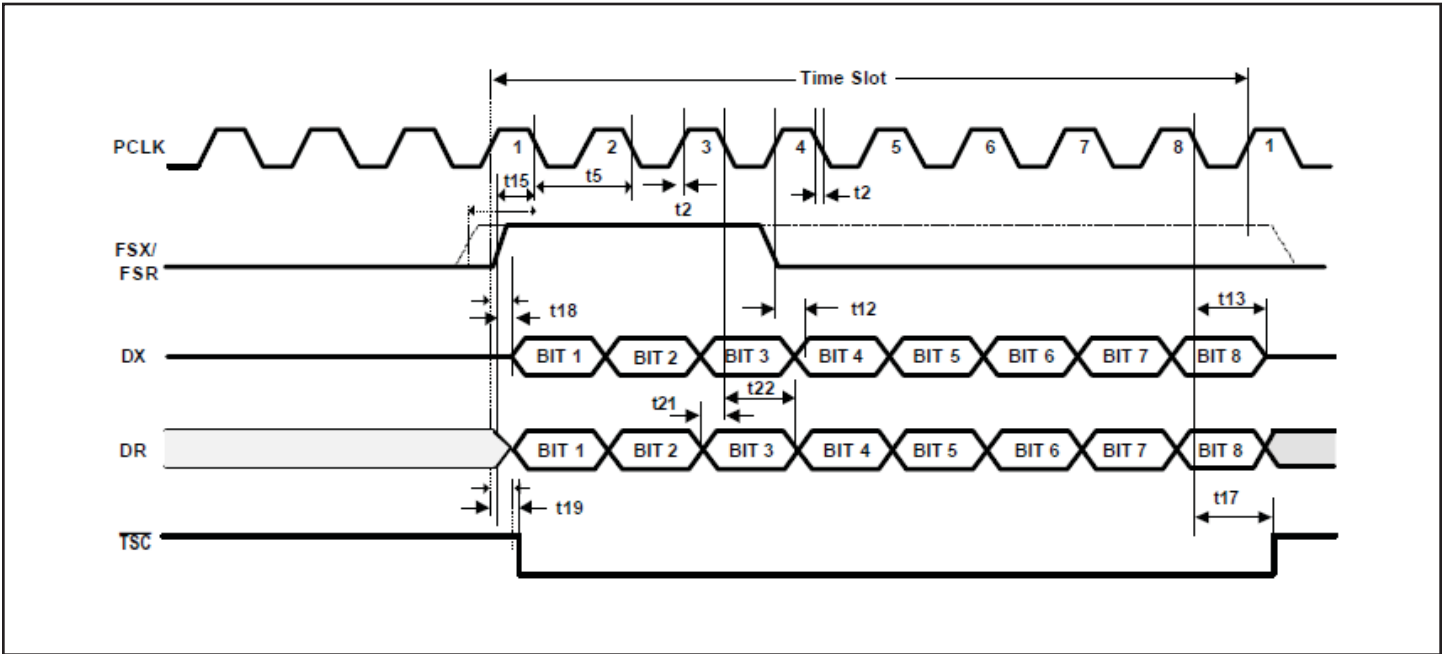 Time Slot
PCLK
1 2 3 4 5 6 7 8 1
t15 t5 t2
t2
FSX/
FSR
t18 t12 t13
DX
BIT 1 BIT 2 BIT 3 BIT 4 BIT 5 BIT 6 BIT 7 BIT 8
t21 t22
DR
BIT 1 BIT 2 BIT 3 BIT 4 BIT 5 BIT 6 BIT 7 BIT 8
t19 t17
TSC